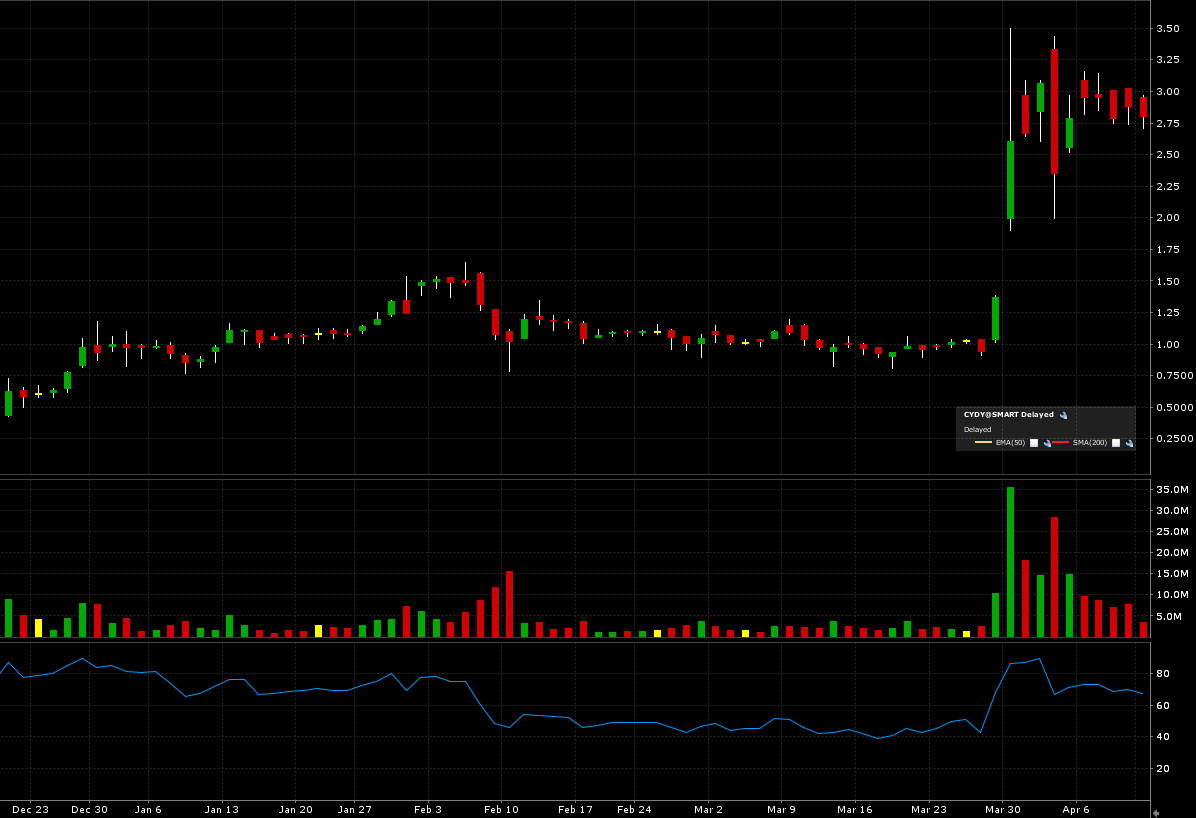 3.50
3.25
3.00
2.75
2.50
2.25
2.00
1.75
1.50
1.25
1.00
0.7500
0.5000
0.2500
CYDY@SMART Delayed
Delayed
EMA(50) SMA(200)
35.0M
30.0M
25.0M
20.0M
15.0M
10.0M
5.0M
80
60
40
20
Dec 23 Dec 30 Jan 6 Jan 13 Jan 20 Jan 27 Feb 3 Feb 10 Feb 17 Feb 24 Mar 2 Mar 9 Mar 16 Mar 23 Mar 30 Apr 6